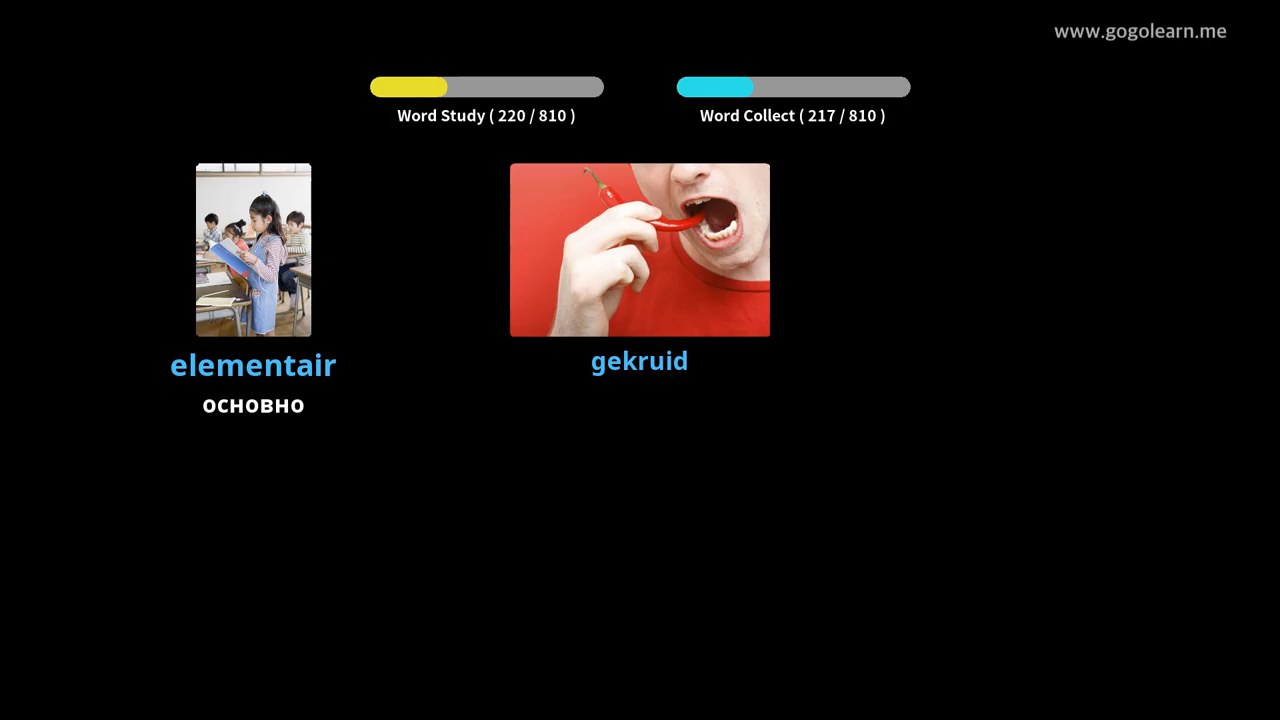 www.gogolearn.me
Word Study ( 220 / 810 )
Word Collect ( 217 / 810 )
elementair
gekruid
основно